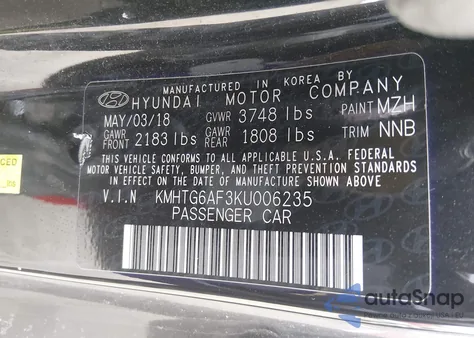 MANUFACTURED IN KOREA BY
HYUNDAI MOTOR COMPANY
MAY/03/18 GVWR 3748 lbs PAINT MZH
GAWR FRONT 2183 lbs GAWR REAR 1808 lbs TRIM NNB
THIS VEHICLE CONFORMS TO ALL APPLICABLE U.S.A. FEDERAL
MOTOR VEHICLE SAFETY, BUMPER, AND THEFT PREVENTION STANDARDS
IN EFFECT ON THE DATE OF MANUFACTURE SHOWN ABOVE.
V.I.N KMHTG6AF3KU006235
PASSENGER CAR
autoSnap